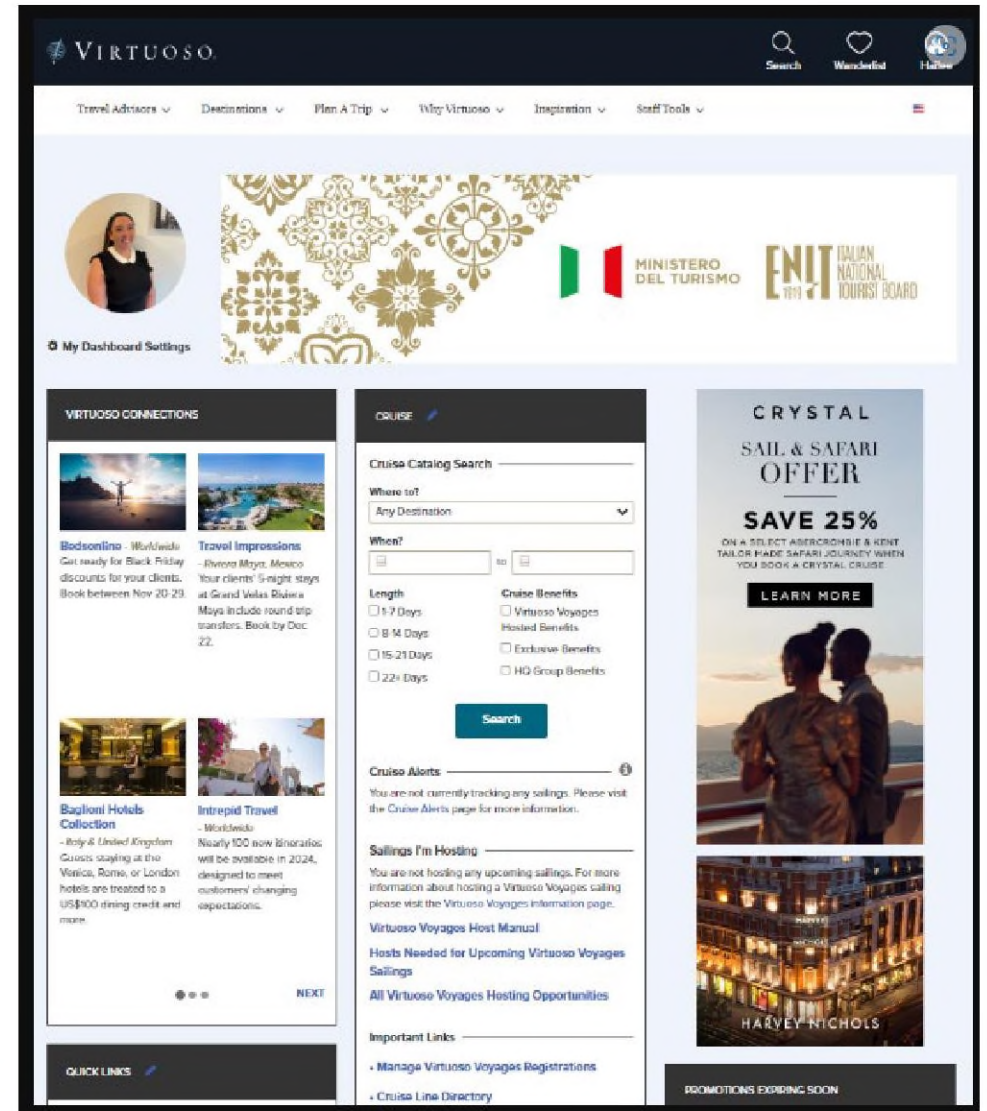 VIRTUOSO
Search
Wanderlist
Travel Advisors
Destinations
Plan A Trip
Why Virtuoso
Inspiration
Staff Tools
MINISTERO
DEL TURISMO
ENIT
1919
ITALIAN
NATIONAL
TOURIST BOARD
My Dashboard Settings
VIRTUOSO CONNECTIONS
Bedsonline - Worldwide
Get ready for Black Friday
discounts for your clients.
Book between Nov 20-29.
Travel Impressions
- Riviera Maya, Mexico
Your clients' 5-night stays
at Grand Velas Riviera
Maya include round trip
transfers. Book by Dec
22.
Baglioni Hotels
Collection
- Italy & United Kingdom
Guests staying at the
Venice, Rome, or London
hotels are treated to a
US$100 dining credit and
more.
Intrepid Travel
- Worldwide
Nearly 100 new itineraries
will be available in 2024,
designed to meet
customers' changing
expectations.
NEXT
QUICK LINKS
CRUISE
Cruise Catalog Search
Where to?
Any Destination
When?
to
Length
1-7 Days
8-14 Days
15-21 Days
22+ Days
Cruise Benefits
Virtuoso Voyages
Hosted Benefits
Exclusive Benefits
HQ Group Benefits
Search
Cruise Alerts
You are not currently tracking any sailings. Please visit
the Cruise Alerts page for more information.
Sailings I'm Hosting
You are not hosting any upcoming sailings. For more
information about hosting a Virtuoso Voyages sailing
please visit the Virtuoso Voyages information page.
Virtuoso Voyages Host Manual
Hosts Needed for Upcoming Virtuoso Voyages
Sailings
All Virtuoso Voyages Hosting Opportunities
Important Links
• Manage Virtuoso Voyages Registrations
• Cruise Line Directory
CRYSTAL
SAIL & SAFARI
OFFER
SAVE 25%
ON A SELECT ABERCROMBIE & KENT
TAILOR MADE SAFARI JOURNEY WHEN
YOU BOOK A CRYSTAL CRUISE
LEARN MORE
HARVEY
NICHOLS
HARVEY NICHOLS
PROMOTIONS EXPIRING SOON